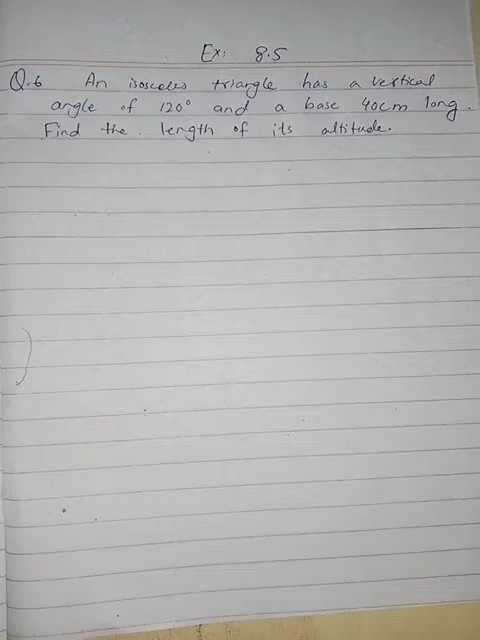 Ex: 8.5
Q.6 An isosceles triangle has a vertical
angle of 120° and a base 40cm long.
Find the length of its altitude.